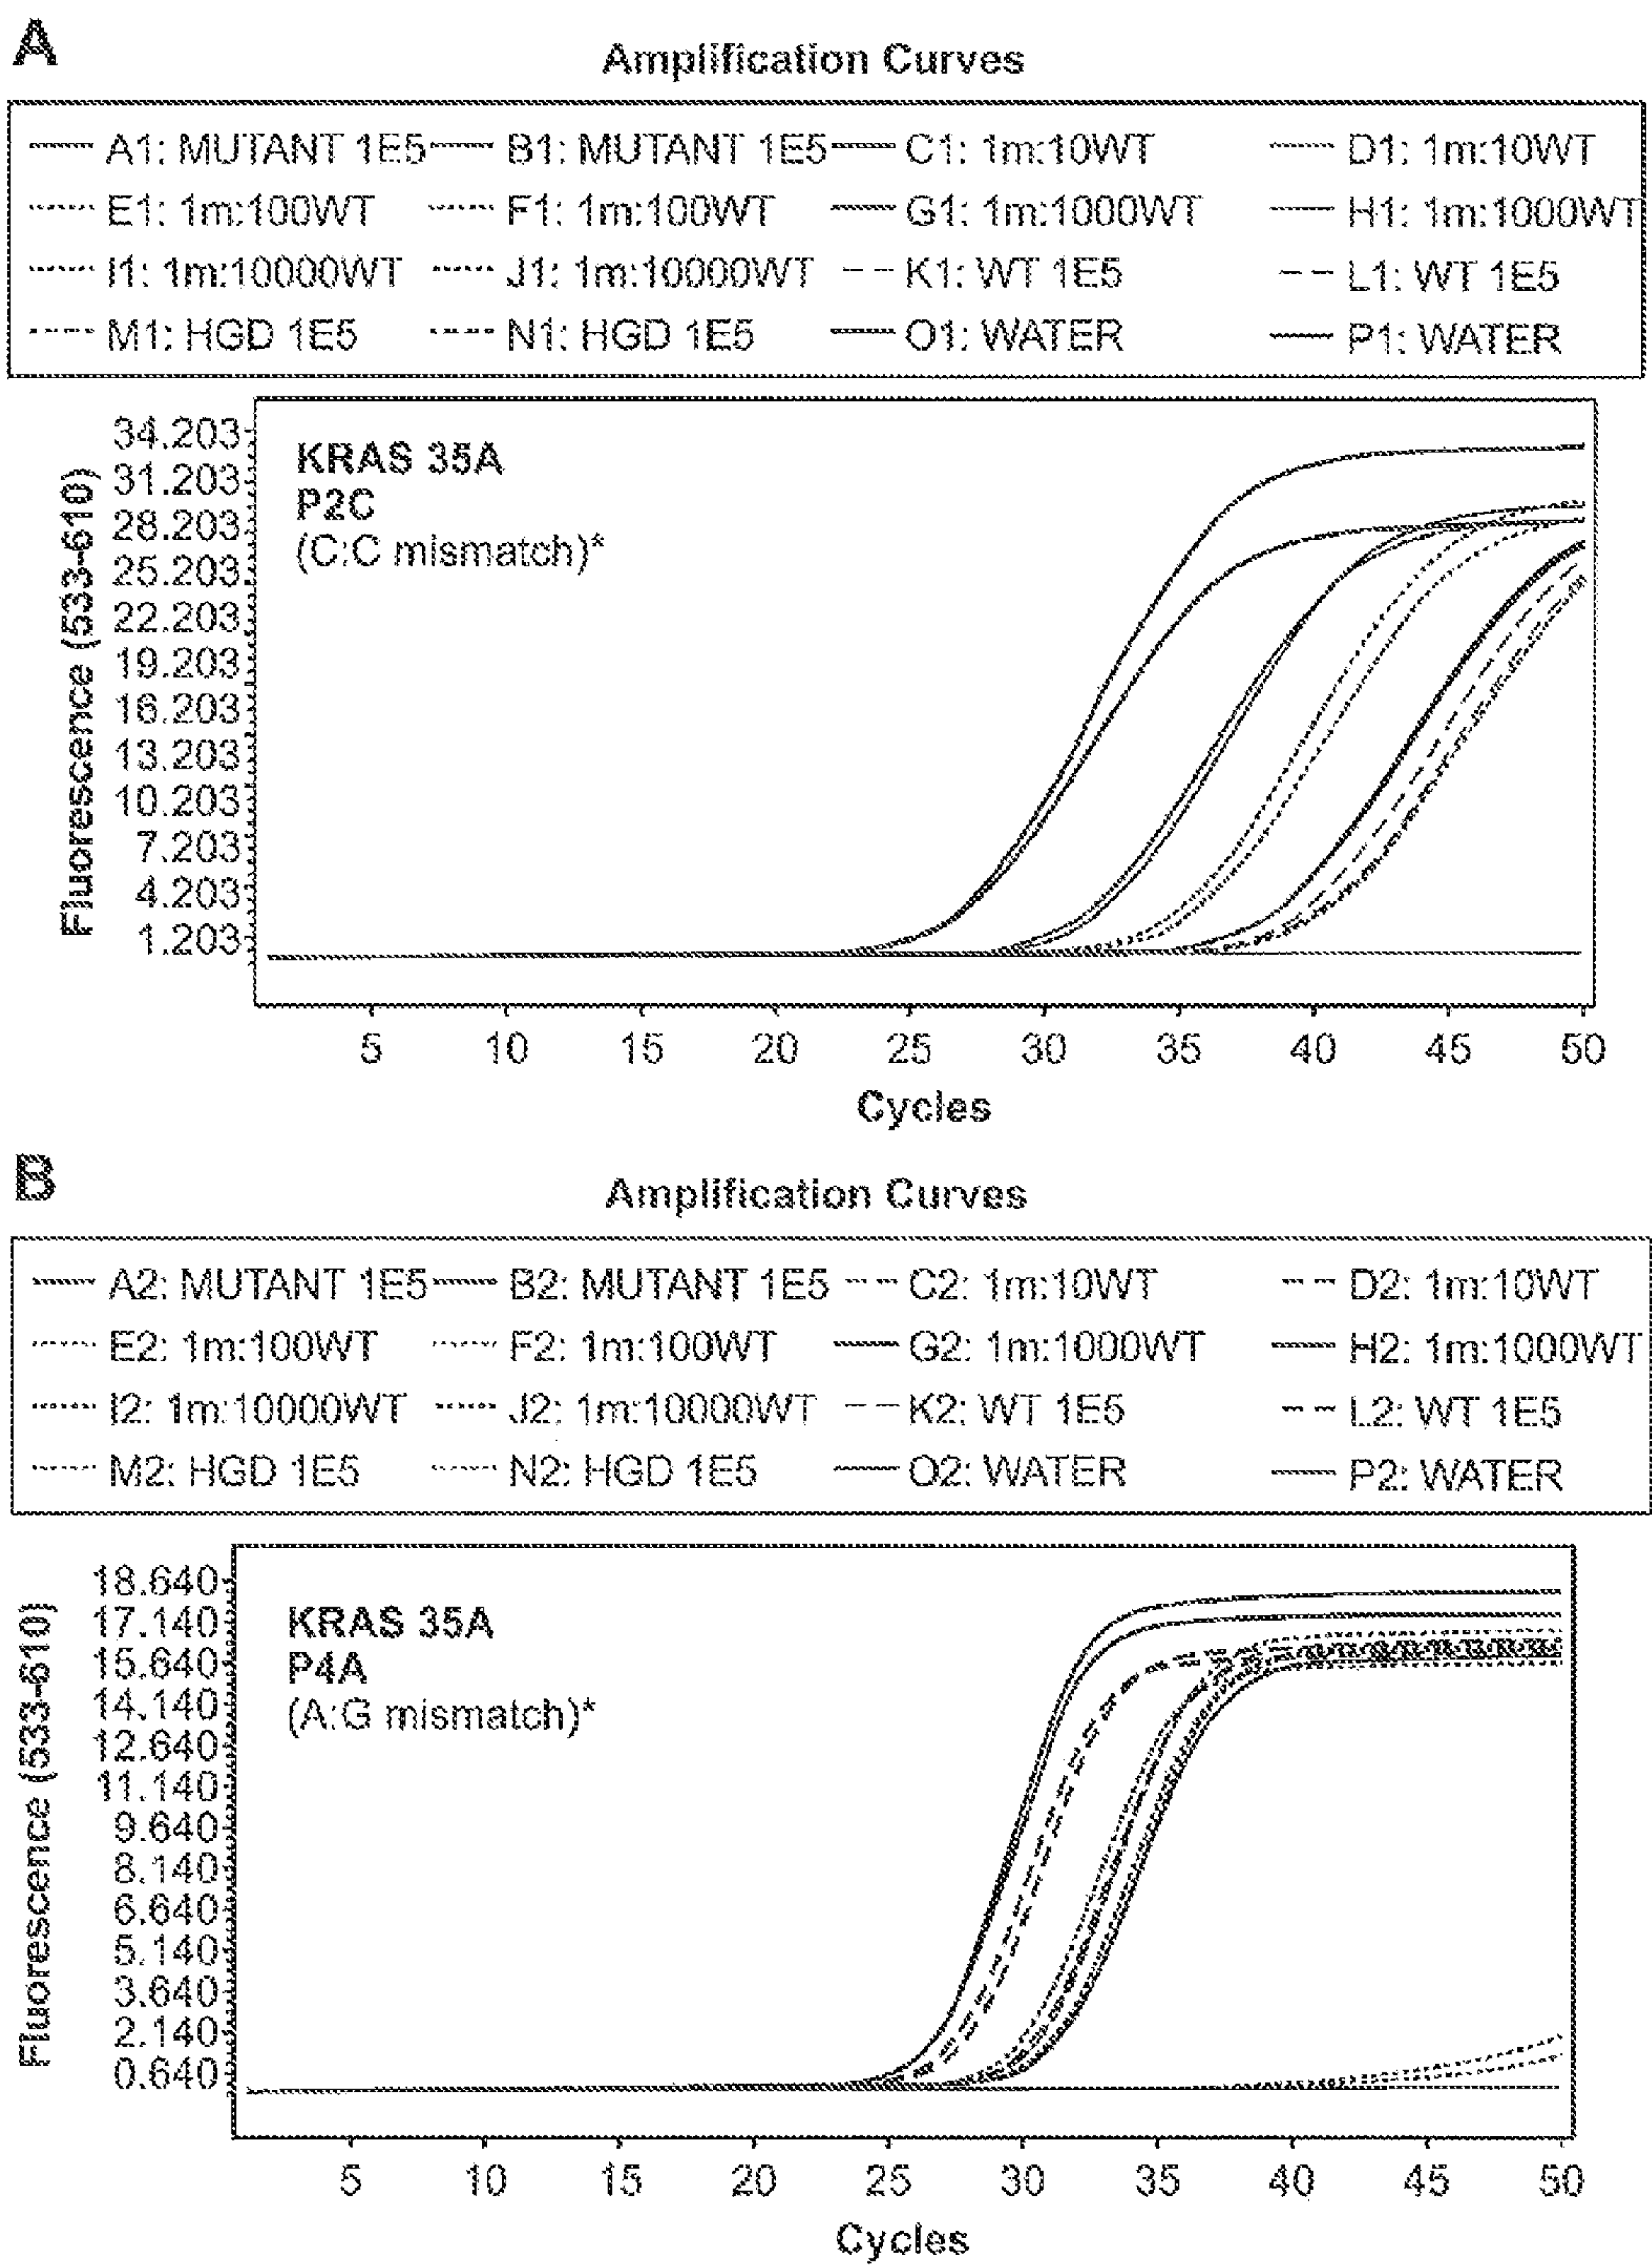 A
Amplification Curves
A1: MUTANT 1E5 B1: MUTANT 1E5 C1: 1m:10WT D1: 1m:10WT
E1: 1m:100WT F1: 1m:100WT G1: 1m:1000WT H1: 1m:1000WT
I1: 1m:10000WT J1: 1m:10000WT K1: WT 1E5 L1: WT 1E5
M1: HGD 1E5 N1: HGD 1E5 O1: WATER P1: WATER
Fluorescence (533-610)
34.203
31.203
28.203
25.203
22.203
19.203
16.203
13.203
10.203
7.203
4.203
1.203
KRAS 35A
P2C
(C:C mismatch)*
5 10 15 20 25 30 35 40 45 50
Cycles
B
Amplification Curves
A2: MUTANT 1E5 B2: MUTANT 1E5 C2: 1m:10WT D2: 1m:10WT
E2: 1m:100WT F2: 1m:100WT G2: 1m:1000WT H2: 1m:1000WT
I2: 1m:10000WT J2: 1m:10000WT K2: WT 1E5 L2: WT 1E5
M2: HGD 1E5 N2: HGD 1E5 O2: WATER P2: WATER
Fluorescence (533-610)
18.640
17.140
15.640
14.140
12.640
11.140
9.640
8.140
6.640
5.140
3.640
2.140
0.640
KRAS 35A
P4A
(A:G mismatch)*
5 10 15 20 25 30 35 40 45 50
Cycles